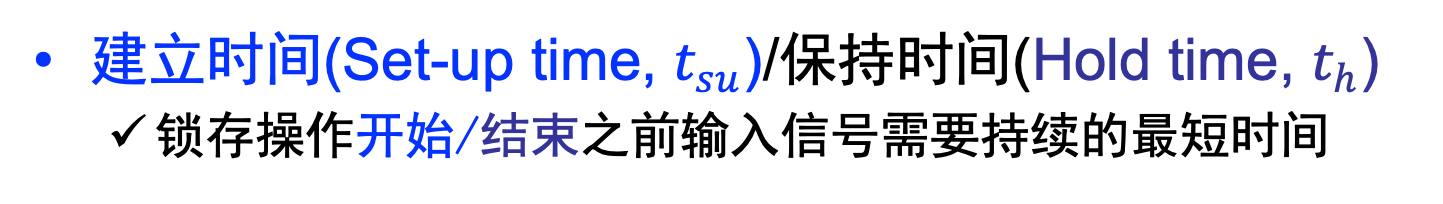 • 建立时间(Set-up time, tsu)/保持时间(Hold time, th)
✓锁存操作开始/结束之前输入信号需要持续的最短时间